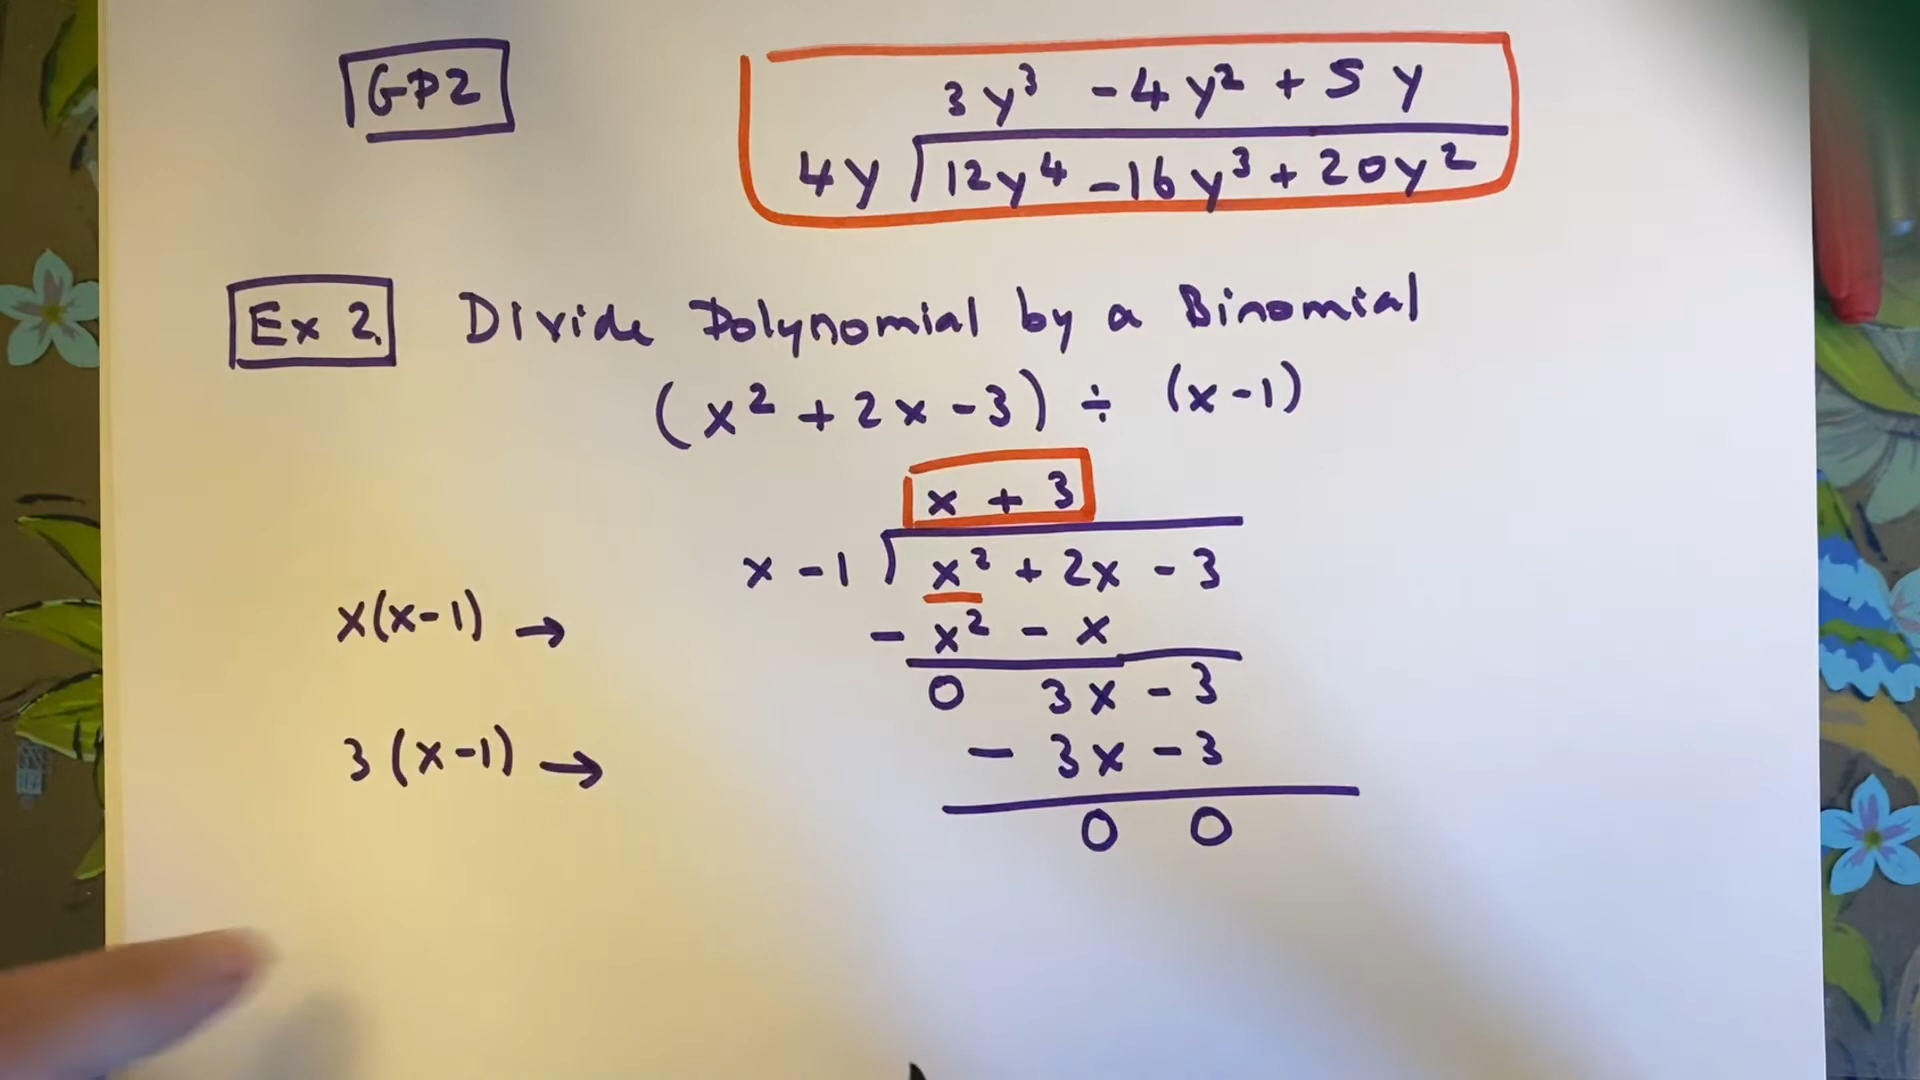 GP2
3y³ - 4y² + 5y
4y ) 12y⁴ - 16y³ + 20y²
Ex 2. Divide Polynomial by a Binomial
(x² + 2x - 3) ÷ (x - 1)
x + 3
x - 1 ) x² + 2x - 3
x(x-1) → - x² - x
0 3x - 3
3(x-1) → - 3x - 3
0 0